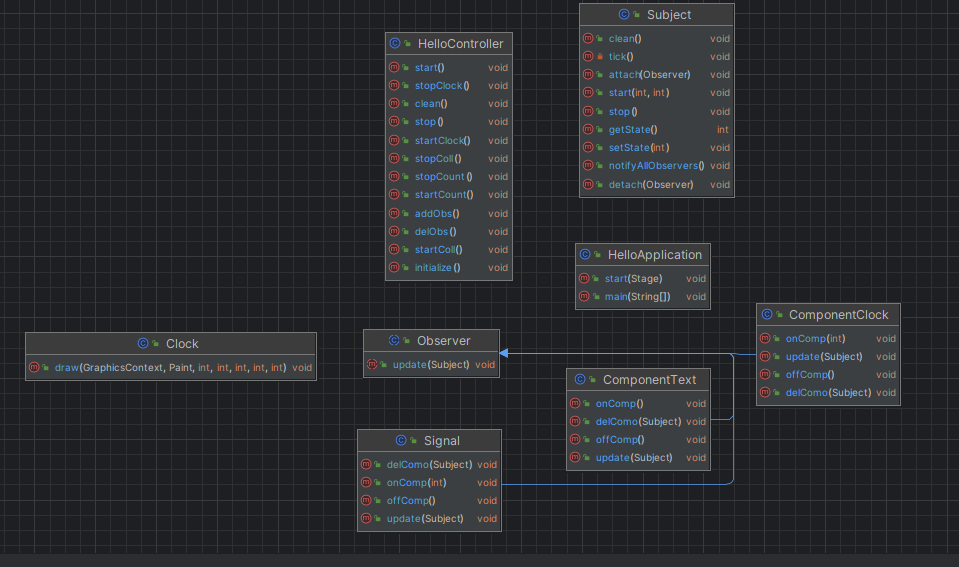 Subject
clean() void
tick() void
attach(Observer) void
start(int, int) void
stop() void
getState() int
setState(int) void
notifyAllObservers() void
detach(Observer) void
HelloController
start() void
stopClock() void
clean() void
stop() void
startClock() void
stopColl() void
stopCount() void
startCount() void
addObs() void
delObs() void
startColl() void
initialize() void
HelloApplication
start(Stage) void
main(String[]) void
ComponentClock
onComp(int) void
update(Subject) void
offComp() void
delComo(Subject) void
Clock
draw(GraphicsContext, Paint, int, int, int, int, int) void
Observer
update(Subject) void
ComponentText
onComp() void
delComo(Subject) void
offComp() void
update(Subject) void
Signal
delComo(Subject) void
onComp(int) void
offComp() void
update(Subject) void